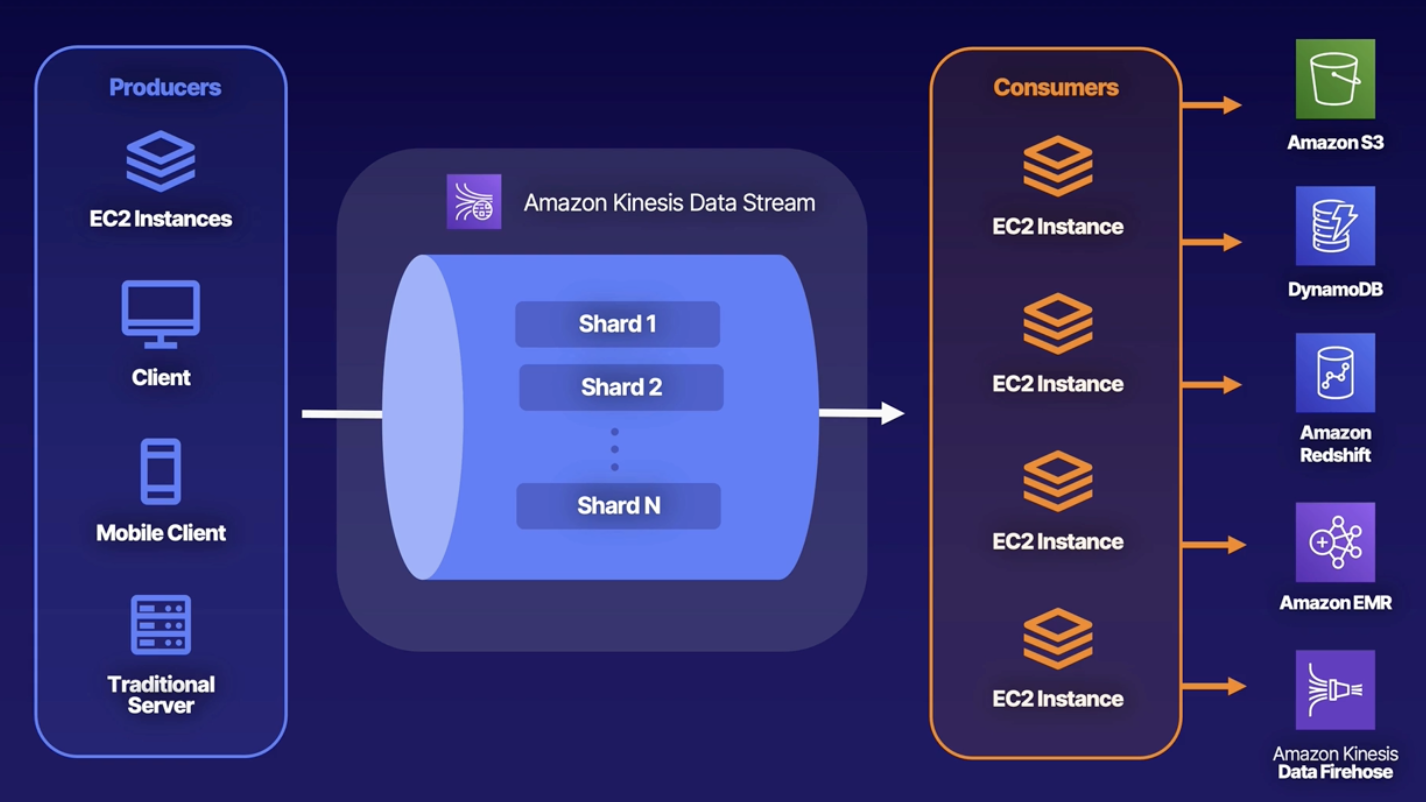 Producers
EC2 Instances
Client
Mobile Client
Traditional
Server
Amazon Kinesis Data Stream
Shard 1
Shard 2
Shard N
Consumers
EC2 Instance
EC2 Instance
EC2 Instance
EC2 Instance
Amazon S3
DynamoDB
Amazon
Redshift
Amazon EMR
Amazon Kinesis
Data Firehose